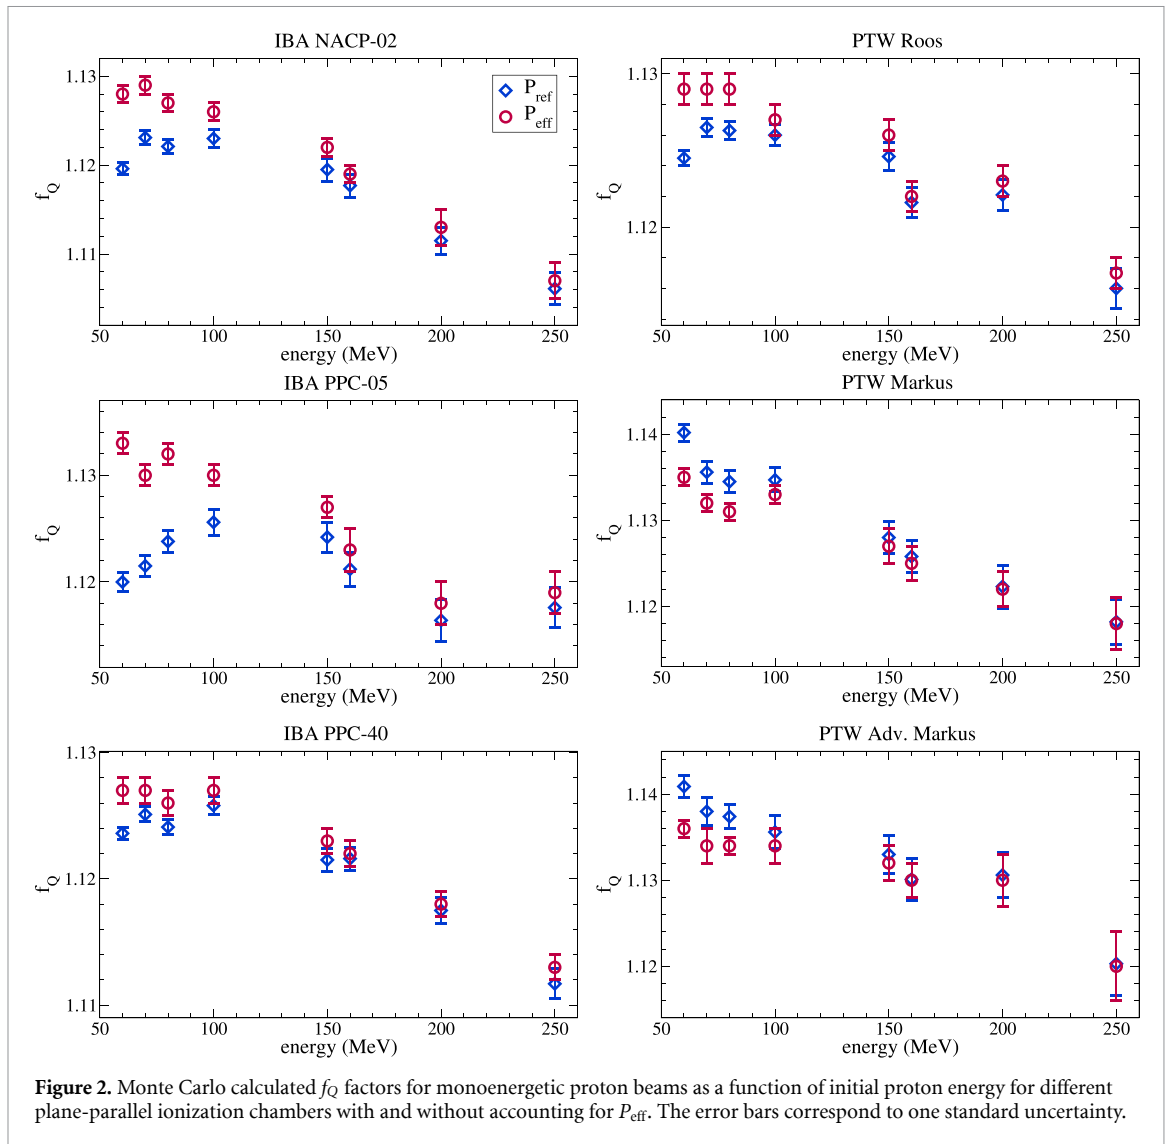 IBA NACP-02
1.13
1.12
1.11
f_Q
P_ref
P_eff
50 100 150 200 250
energy (MeV)
PTW Roos
1.13
1.12
f_Q
50 100 150 200 250
energy (MeV)
IBA PPC-05
1.13
1.12
f_Q
50 100 150 200 250
energy (MeV)
PTW Markus
1.14
1.13
1.12
f_Q
50 100 150 200 250
energy (MeV)
IBA PPC-40
1.13
1.12
1.11
f_Q
50 100 150 200 250
energy (MeV)
PTW Adv. Markus
1.14
1.13
1.12
f_Q
50 100 150 200 250
energy (MeV)
Figure 2. Monte Carlo calculated f_Q factors for monoenergetic proton beams as a function of initial proton energy for different
plane-parallel ionization chambers with and without accounting for P_eff. The error bars correspond to one standard uncertainty.